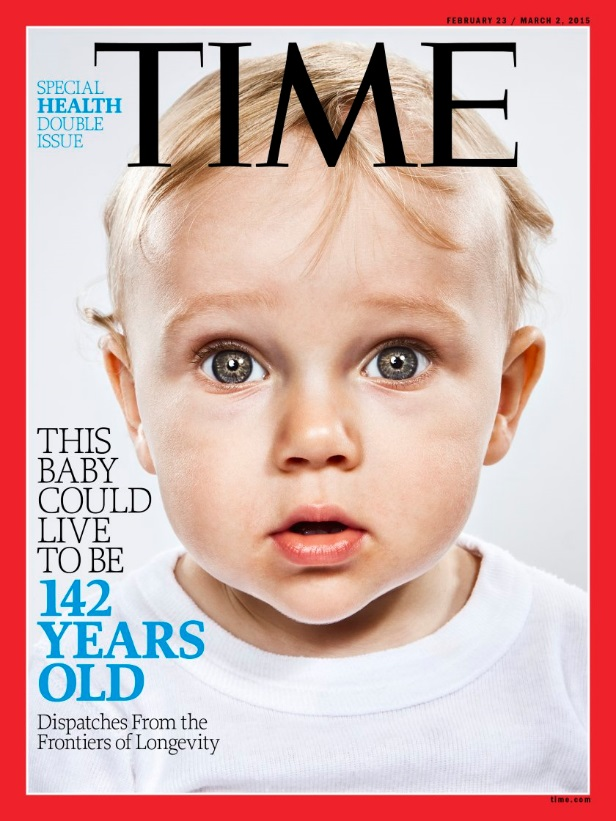 FEBRUARY 23 / MARCH 2, 2015
TIME
SPECIAL
HEALTH
DOUBLE
ISSUE
THIS
BABY
COULD
LIVE
TO BE
142
YEARS
OLD
Dispatches From the
Frontiers of Longevity
time.com